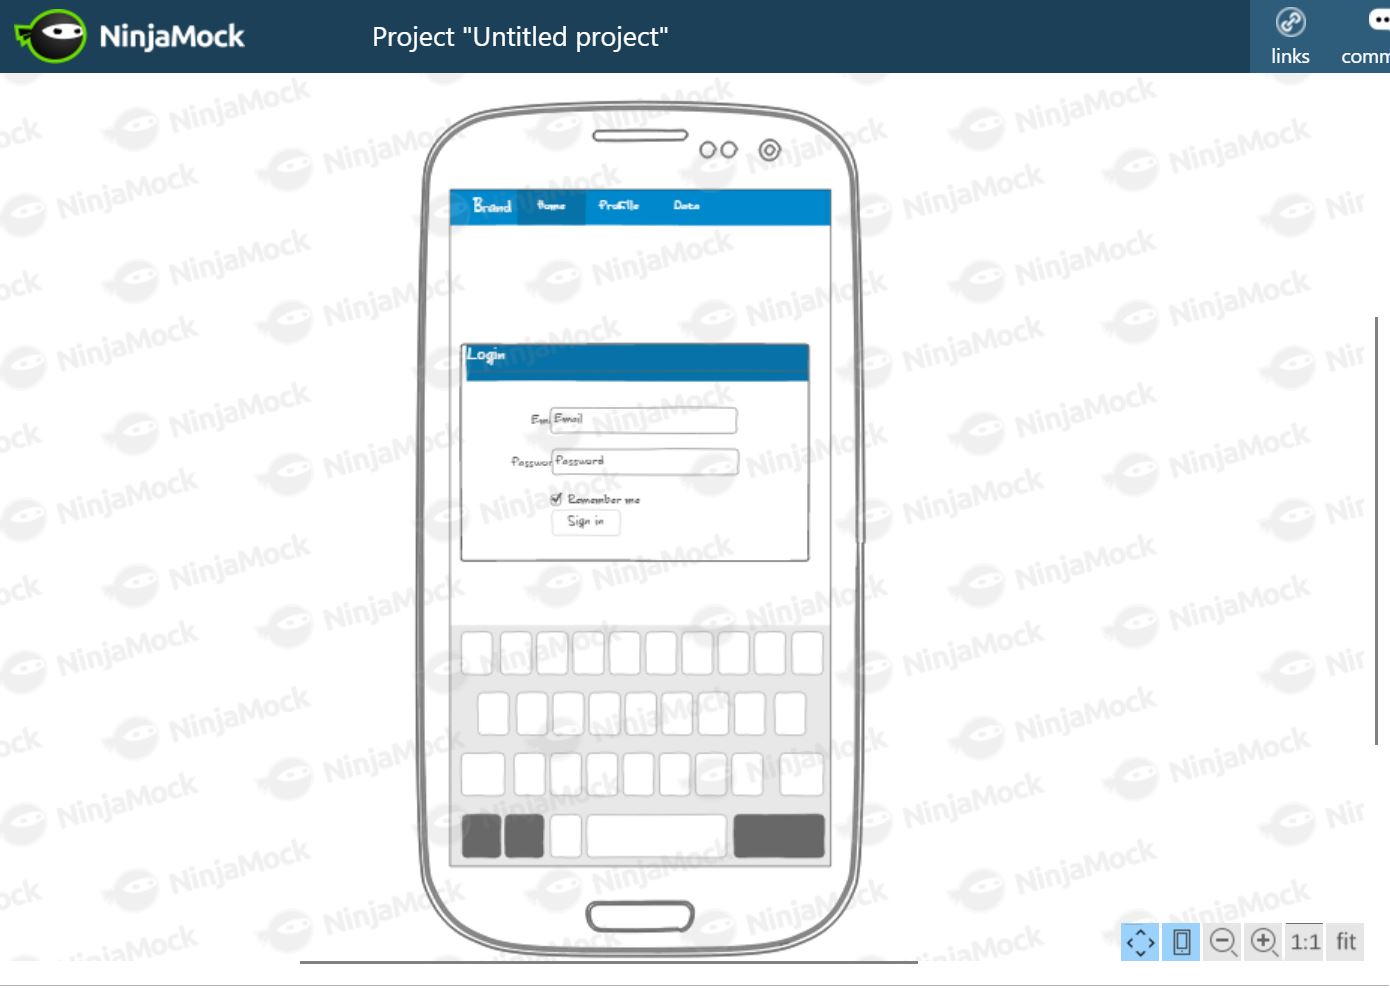 NinjaMock
Project "Untitled project"
links
comm
Brand Home Profile Data
Login
Ema Email
Passwor Password
Remember me
Sign in
1:1 fit